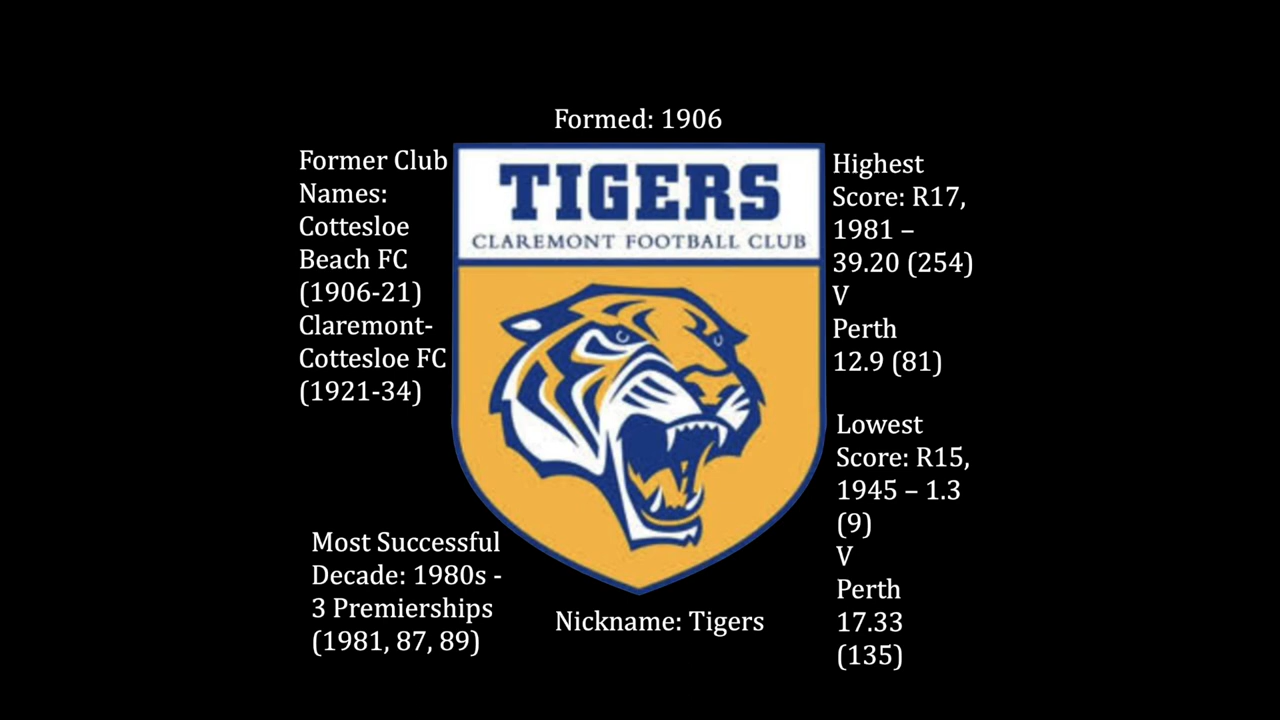 Formed: 1906
Former Club
Names:
Cottesloe
Beach FC
(1906-21)
Claremont-
Cottesloe FC
(1921-34)
TIGERS
CLAREMONT FOOTBALL CLUB
Highest
Score: R17,
1981 –
39.20 (254)
V
Perth
12.9 (81)
Lowest
Score: R15,
1945 – 1.3
(9)
V
Perth
17.33
(135)
Most Successful
Decade: 1980s -
3 Premierships
(1981, 87, 89)
Nickname: Tigers